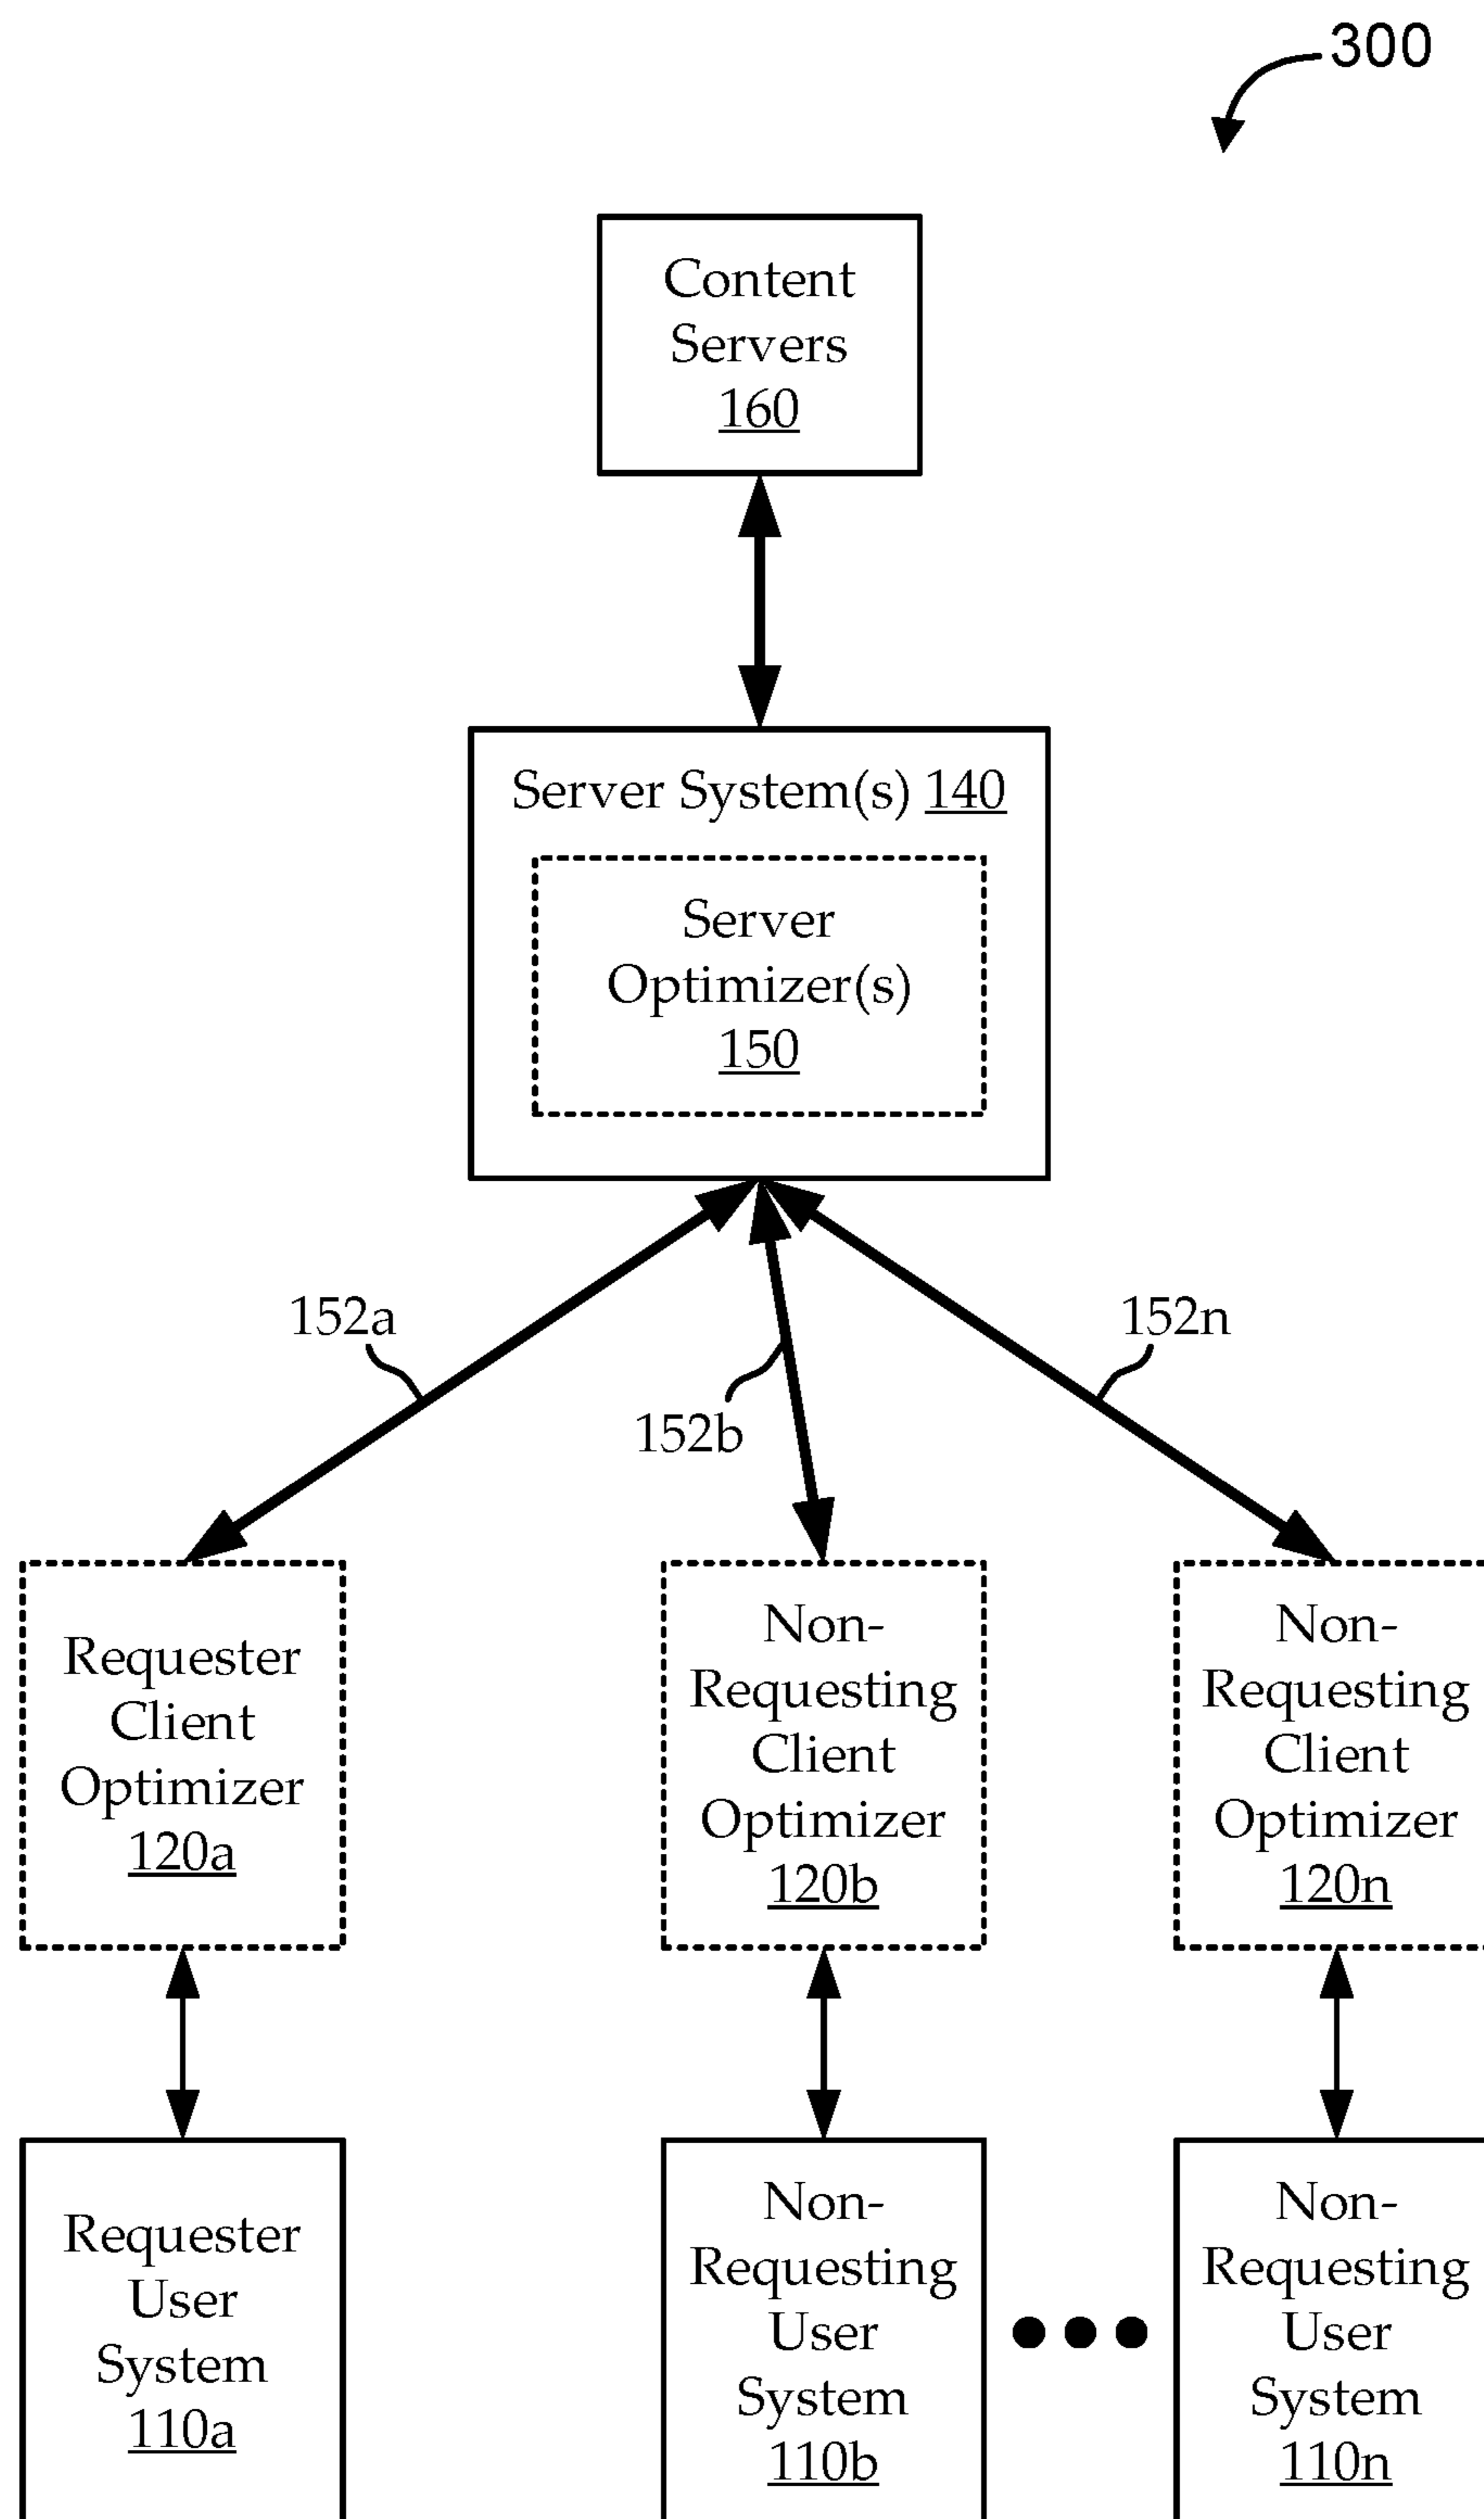 300
Content
Servers
160
Server System(s) 140
Server
Optimizer(s)
150
152a
152b
152n
Requester
Client
Optimizer
120a
Non-
Requesting
Client
Optimizer
120b
Non-
Requesting
Client
Optimizer
120n
Requester
User
System
110a
Non-
Requesting
User
System
110b
Non-
Requesting
User
System
110n